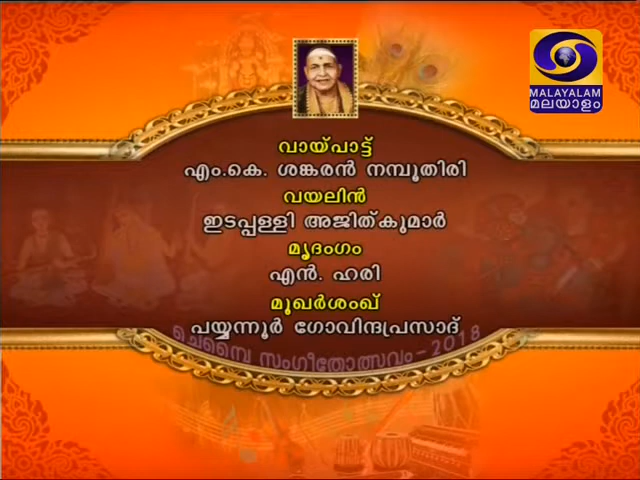 MALAYALAM
മലയാളം
വായ്പാട്ട്
എം.കെ. ശങ്കരൻ നമ്പൂതിരി
വയലിൻ
ഇടപ്പള്ളി അജിത്കുമാർ
മൃദംഗം
എൻ. ഹരി
മുഖർശംഖ്
പയ്യന്നൂർ ഗോവിന്ദപ്രസാദ്
ചെമ്പൈ സംഗീതോത്സവം - 2018